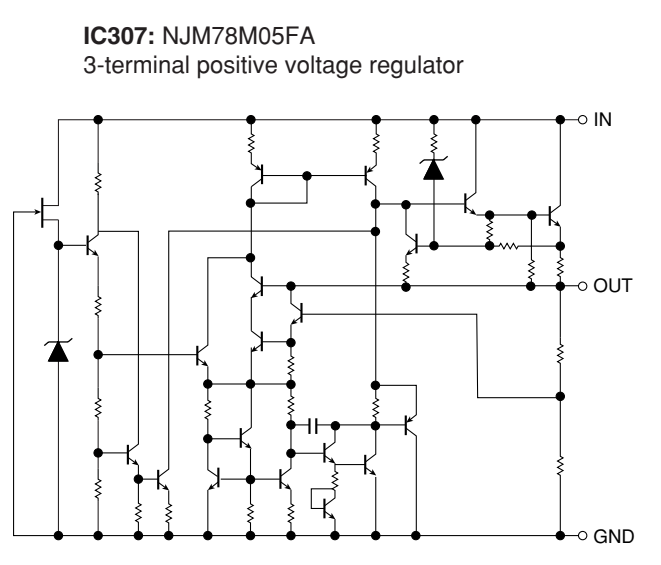 IC307: NJM78M05FA
3-terminal positive voltage regulator
IN
OUT
GND